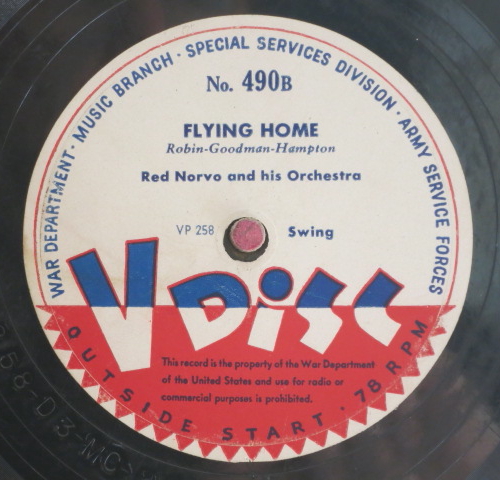 WAR DEPARTMENT · MUSIC BRANCH · SPECIAL SERVICES DIVISION · ARMY SERVICE FORCES
No. 490B
FLYING HOME
Robin-Goodman-Hampton
Red Norvo and his Orchestra
VP 258 Swing
V DiSC
This record is the property of the War Department
of the United States and use for radio or
commercial purposes is prohibited.
OUTSIDE START · 78 RPM